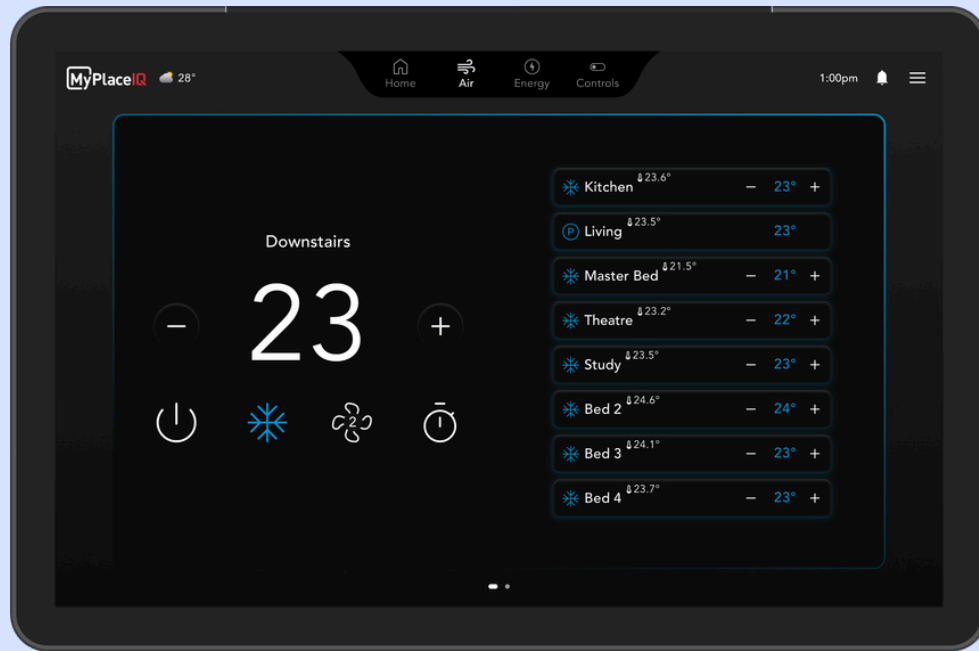 MyPlaceIQ 28° Home Air Energy Controls 1:00pm
Downstairs
23
2
Kitchen 23.6° − 23° +
P Living 23.5° 23°
Master Bed 21.5° − 21° +
Theatre 23.2° − 22° +
Study 23.5° − 23° +
Bed 2 24.6° − 24° +
Bed 3 24.1° − 23° +
Bed 4 23.7° − 23° +